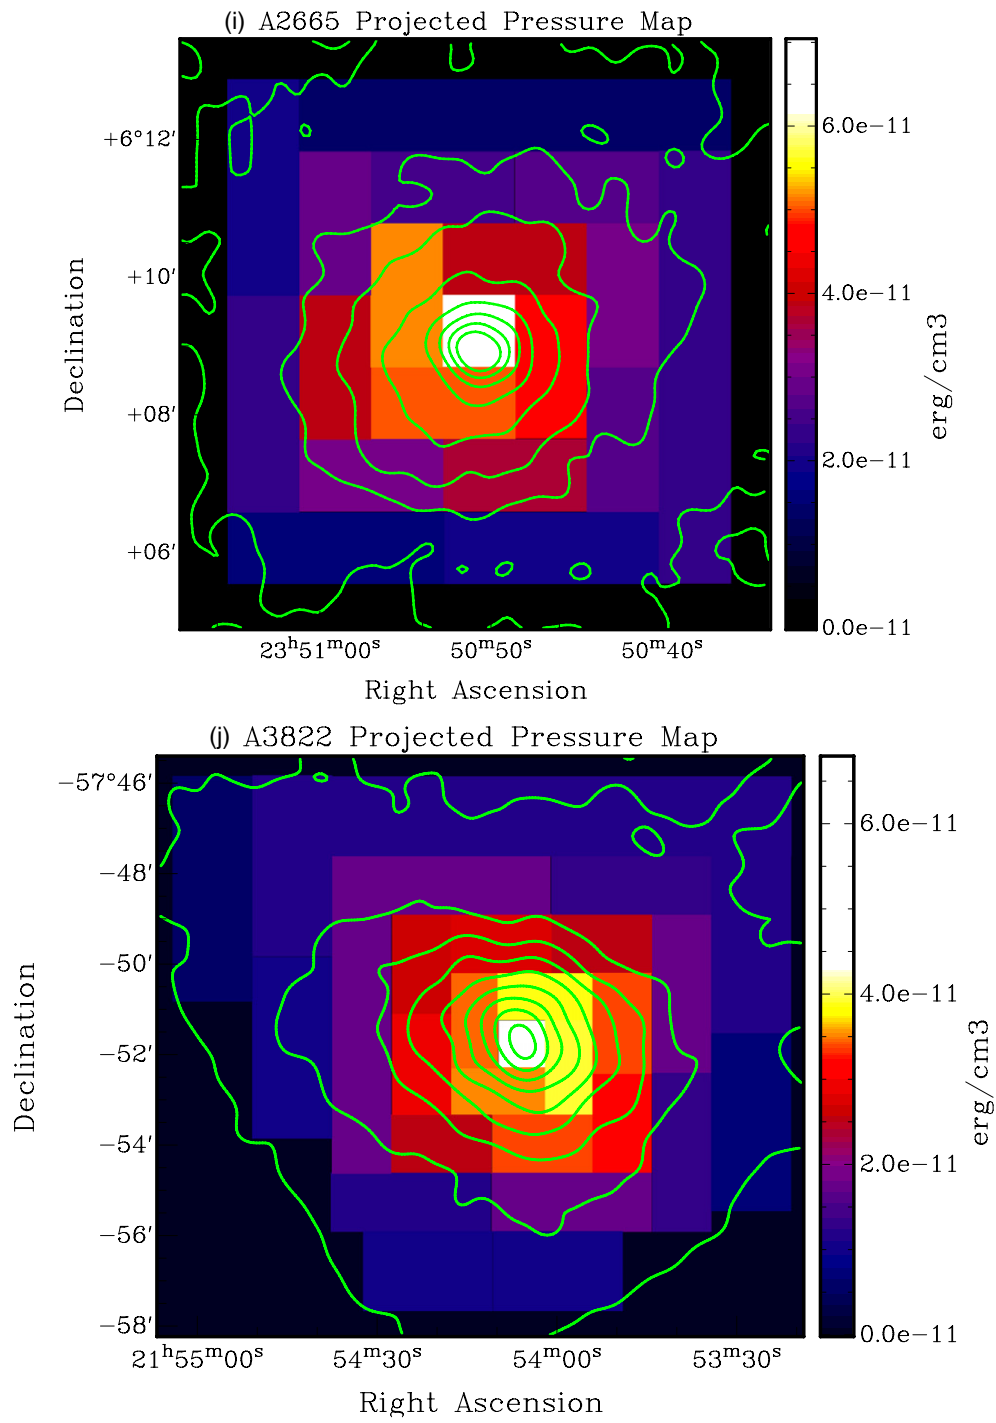 (i) A2665 Projected Pressure Map
+6°12′
+10′
+08′
+06′
Declination
23ʰ51ᵐ00ˢ 50ᵐ50ˢ 50ᵐ40ˢ
Right Ascension
6.0e−11
4.0e−11
2.0e−11
0.0e−11
erg/cm3
(j) A3822 Projected Pressure Map
−57°46′
−48′
−50′
−52′
−54′
−56′
−58′
Declination
21ʰ55ᵐ00ˢ 54ᵐ30ˢ 54ᵐ00ˢ 53ᵐ30ˢ
Right Ascension
6.0e−11
4.0e−11
2.0e−11
0.0e−11
erg/cm3